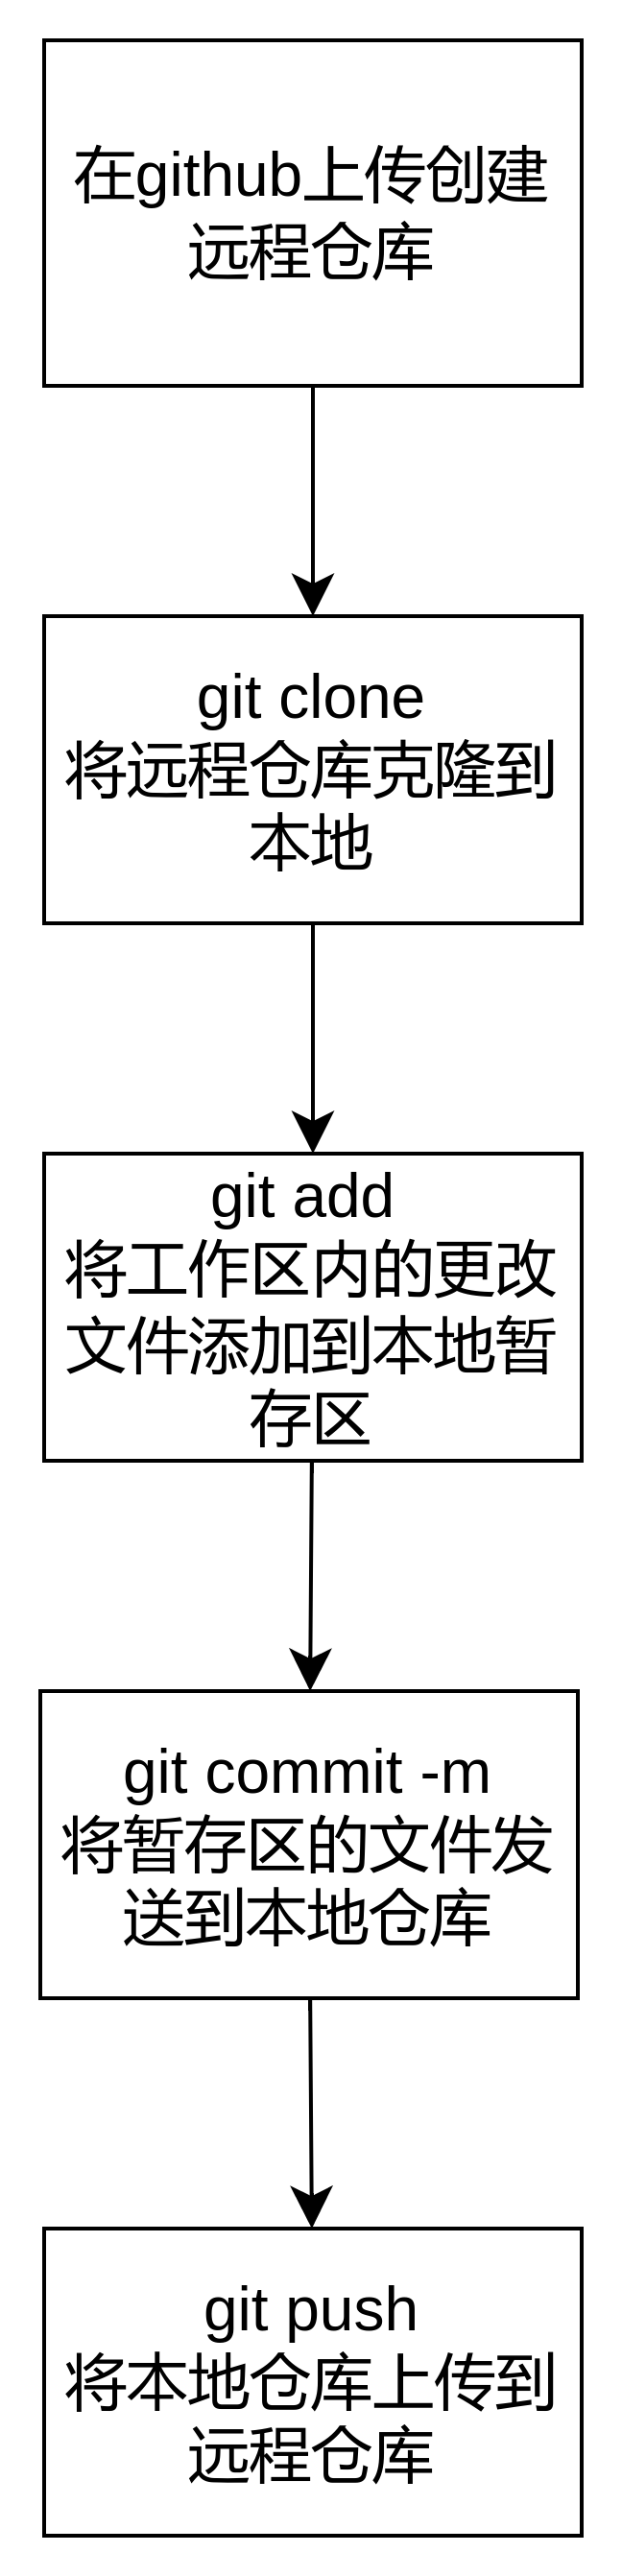 在github上传创建
远程仓库
git clone
将远程仓库克隆到
本地
git add
将工作区内的更改
文件添加到本地暂
存区
git commit -m
将暂存区的文件发
送到本地仓库
git push
将本地仓库上传到
远程仓库